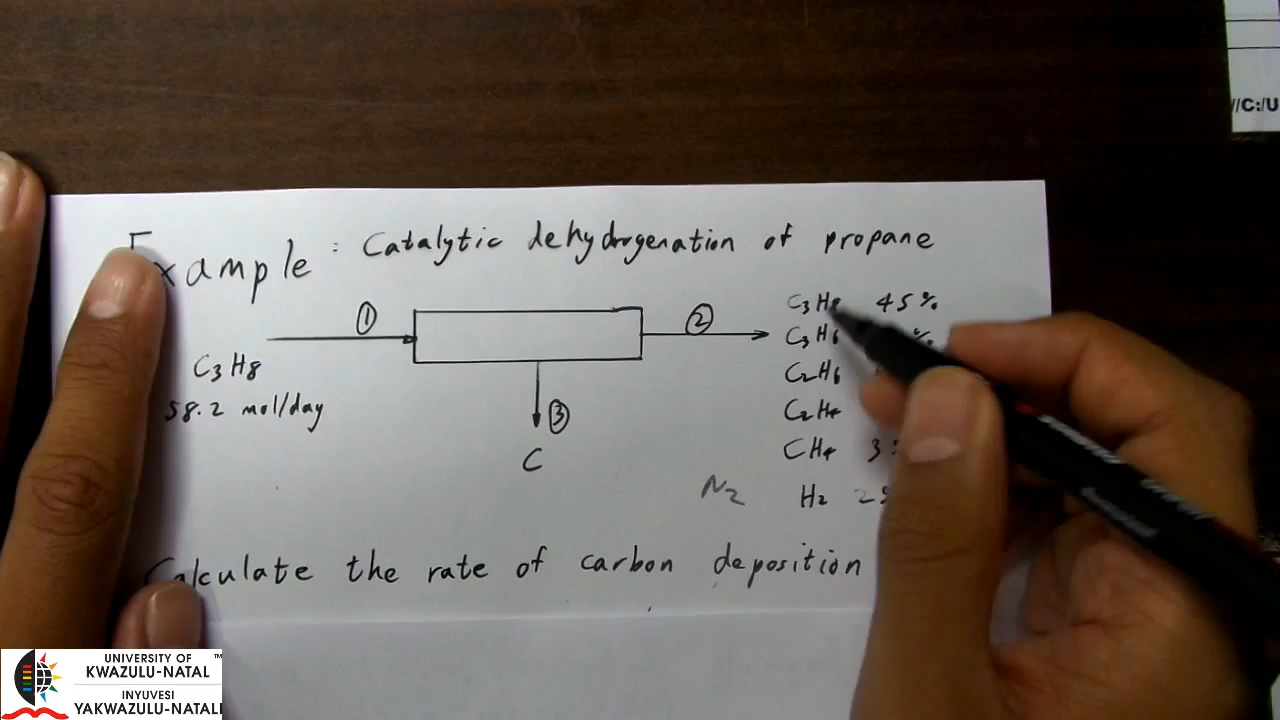 //C:/U
Example : Catalytic dehydrogenation of propane
①
②
C3H8 45%
C3H6 %
C3H8
C2H6
58.2 mol/day
③
C2H4
C
CH4 3
N2
H2
Calculate the rate of carbon deposition
UNIVERSITY OF ™
KWAZULU-NATAL
INYUVESI
YAKWAZULU-NATALI